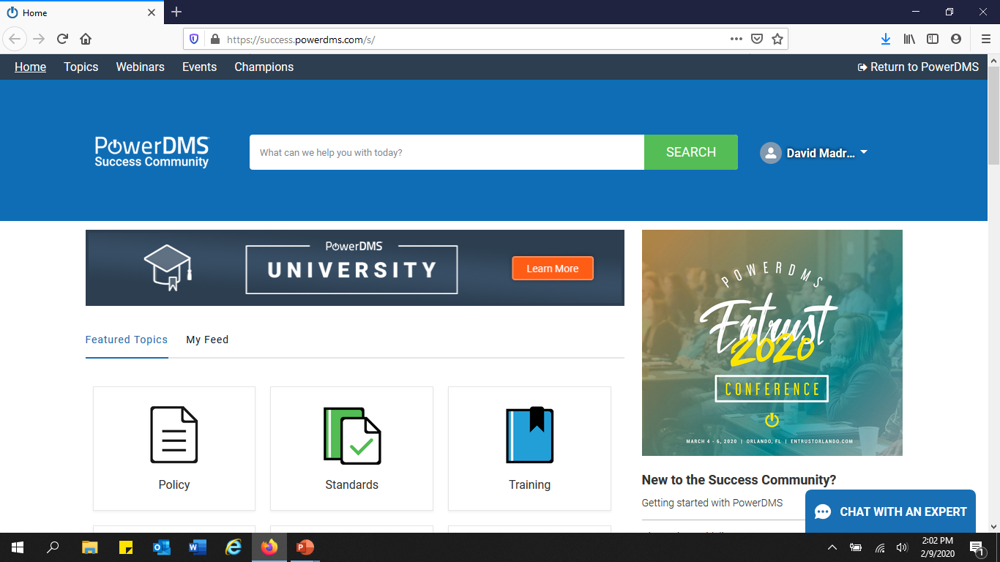 Home
https://success.powerdms.com/s/
Home Topics Webinars Events Champions Return to PowerDMS
PowerDMS
Success Community
What can we help you with today?
SEARCH
David Madr...
PowerDMS
UNIVERSITY
Learn More
POWERDMS
Entrust
2020
CONFERENCE
MARCH 4 - 6, 2020 | ORLANDO, FL | ENTRUSTORLANDO.COM
Featured Topics My Feed
Policy
Standards
Training
New to the Success Community?
Getting started with PowerDMS
CHAT WITH AN EXPERT
2:02 PM
2/9/2020
1